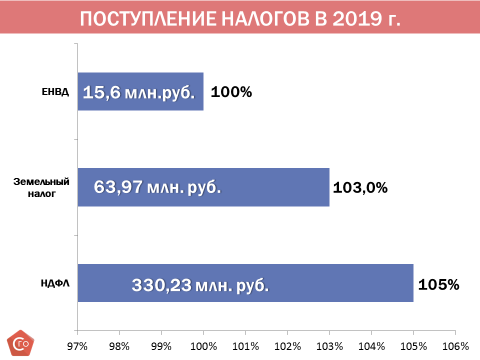 ПОСТУПЛЕНИЕ НАЛОГОВ В 2019 г.
ЕНВД
15,6 млн.руб.
100%
Земельный
налог
63,97 млн. руб.
103,0%
НДФЛ
330,23 млн. руб.
105%
97% 98% 99% 100% 101% 102% 103% 104% 105% 106%
СГО